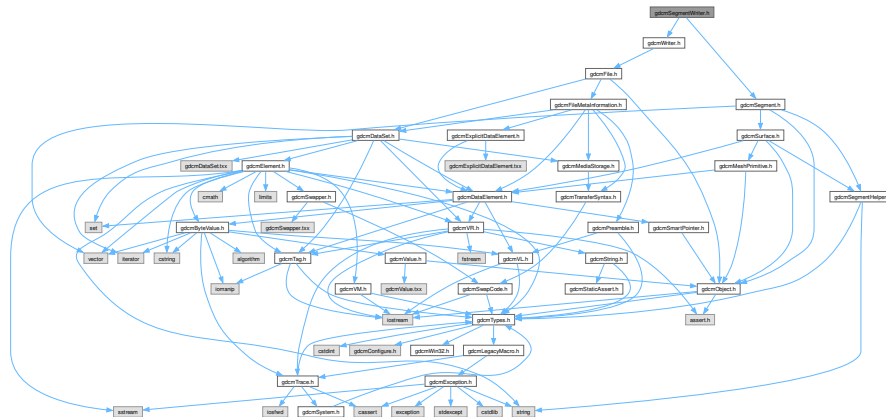 gdcmSegmentWriter.h
gdcmWriter.h
gdcmFile.h
gdcmFileMetaInformation.h
gdcmSegment.h
gdcmDataSet.h
gdcmExplicitDataElement.h
gdcmSurface.h
gdcmDataSet.txx
gdcmElement.h
gdcmExplicitDataElement.txx
gdcmMediaStorage.h
gdcmMeshPrimitive.h
cmath
limits
gdcmSwapper.h
gdcmDataElement.h
gdcmTransferSyntax.h
gdcmSegmentHelper.h
set
gdcmByteValue.h
gdcmSwapper.txx
gdcmVR.h
gdcmPreamble.h
gdcmSmartPointer.h
vector
iterator
cstring
algorithm
gdcmTag.h
gdcmValue.h
fstream
gdcmVL.h
gdcmString.h
iomanip
gdcmVM.h
gdcmValue.txx
gdcmSwapCode.h
gdcmStaticAssert.h
gdcmObject.h
iostream
gdcmTypes.h
assert.h
cstdint
gdcmConfigure.h
gdcmWin32.h
gdcmLegacyMacro.h
gdcmTrace.h
gdcmException.h
sstream
iosfwd
gdcmSystem.h
cassert
exception
stdexcept
cstdlib
string